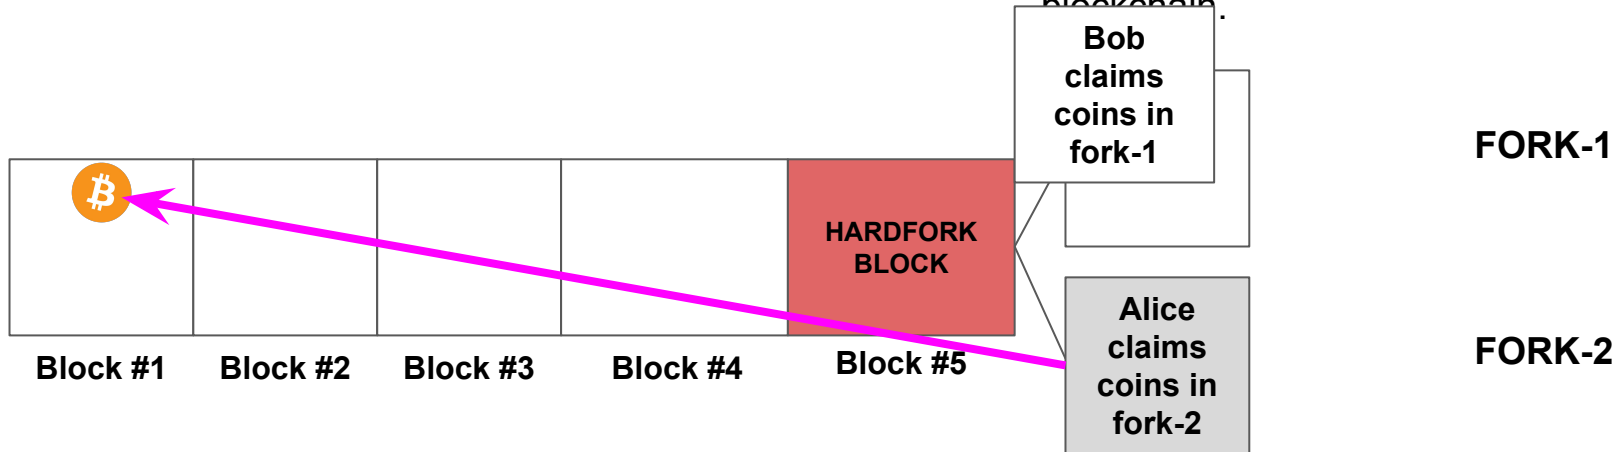 blockchain.
Bob
claims
coins in
fork-1
FORK-1
HARDFORK
BLOCK
Block #1
Block #2
Block #3
Block #4
Block #5
Alice
claims
coins in
fork-2
FORK-2